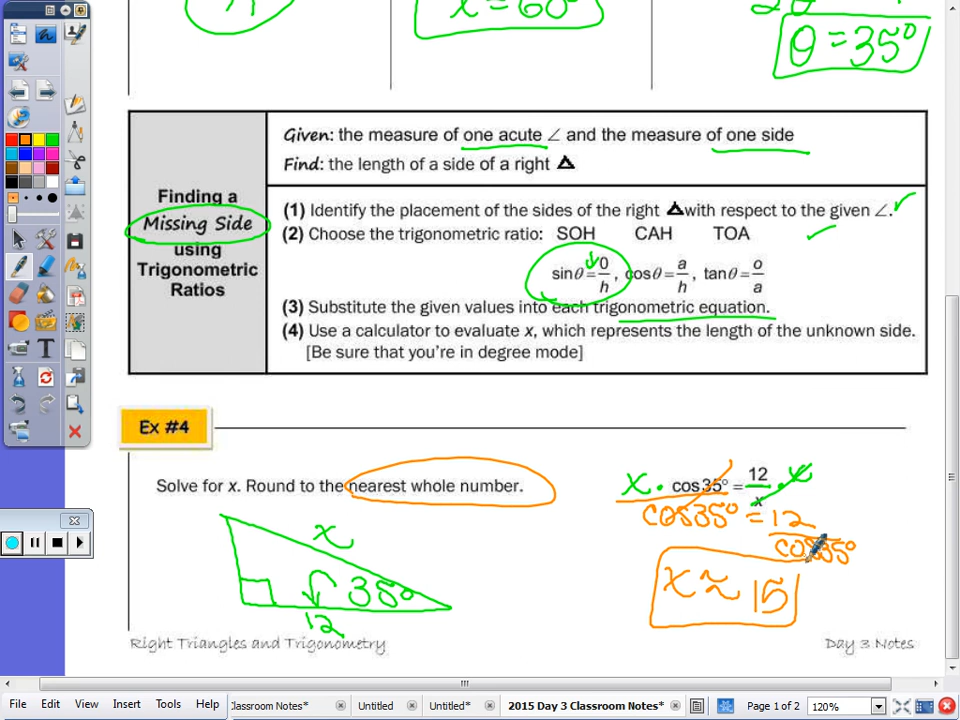 x = 60°
θ = 35°
Given: the measure of one acute ∠ and the measure of one side
Find: the length of a side of a right △
Finding a
Missing Side
using
Trigonometric
Ratios
(1) Identify the placement of the sides of the right △ with respect to the given ∠.
(2) Choose the trigonometric ratio: SOH CAH TOA
sinθ = o/h, cosθ = a/h, tanθ = o/a
(3) Substitute the given values into each trigonometric equation.
(4) Use a calculator to evaluate x, which represents the length of the unknown side.
[Be sure that you're in degree mode]
Ex #4
Solve for x. Round to the nearest whole number.
x · cos35° = 12/x · x
cos35° = 12
cos35°
x ≈ 15
x
35°
12
Right Triangles and Trigonometry
Day 3 Notes
File Edit View Insert Tools Help
Classroom Notes* Untitled Untitled* 2015 Day 3 Classroom Notes* Page 1 of 2 120%